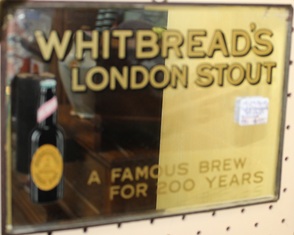 WHITBREAD'S
LONDON STOUT
A FAMOUS BREW
FOR 200 YEARS